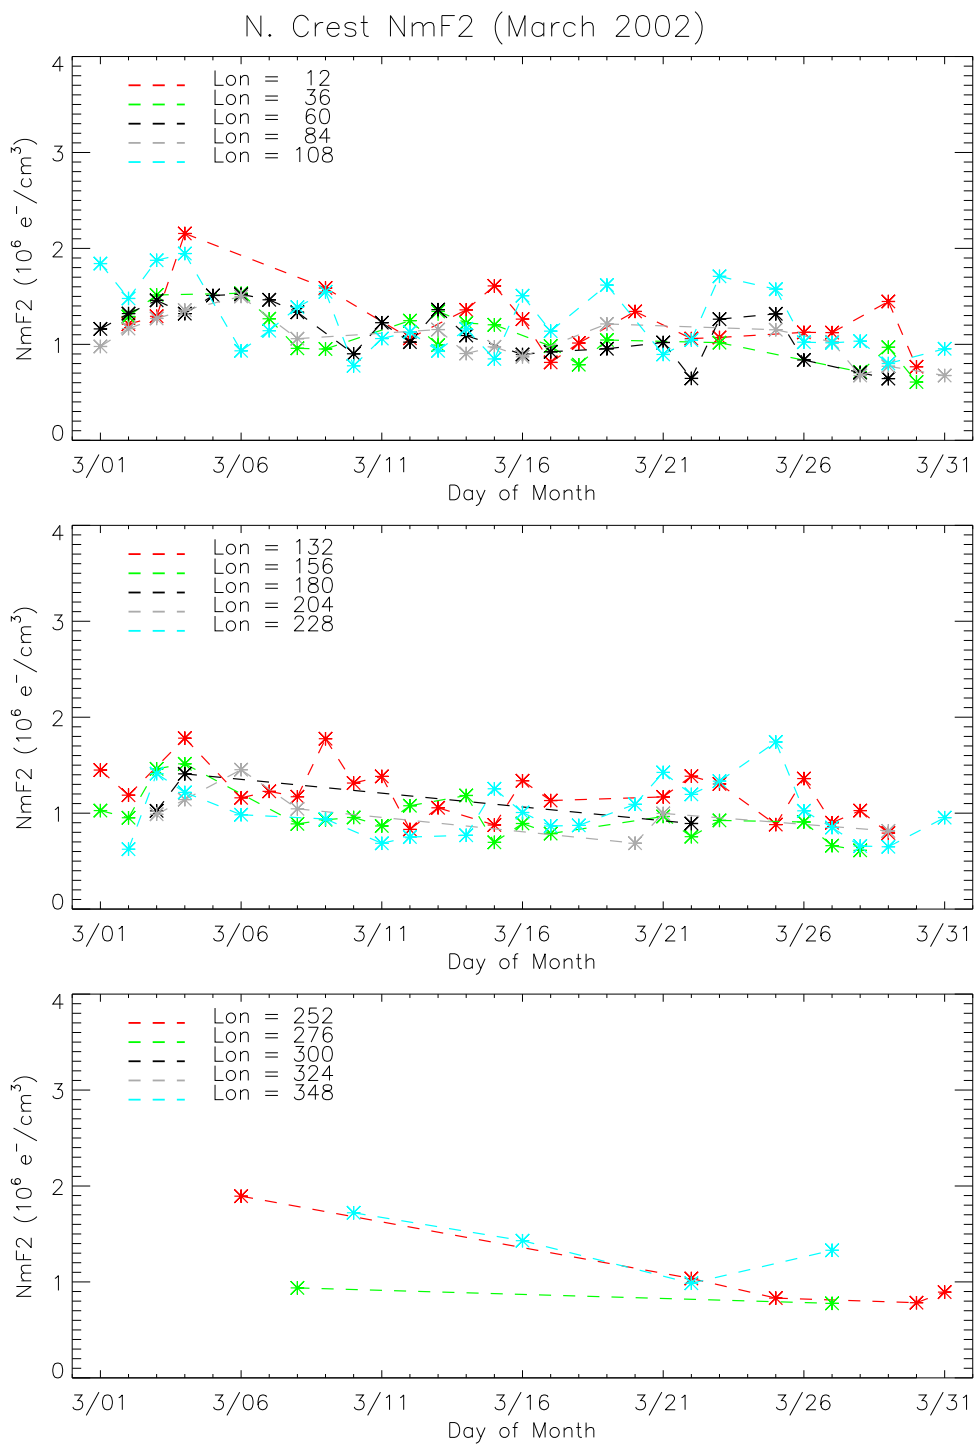 N. Crest NmF2 (March 2002)
Lon = 12
Lon = 36
Lon = 60
Lon = 84
Lon = 108
4
3
2
1
0
NmF2 (10⁶ e⁻/cm³)
3/01 3/06 3/11 3/16 3/21 3/26 3/31
Day of Month
Lon = 132
Lon = 156
Lon = 180
Lon = 204
Lon = 228
4
3
2
1
0
NmF2 (10⁶ e⁻/cm³)
3/01 3/06 3/11 3/16 3/21 3/26 3/31
Day of Month
Lon = 252
Lon = 276
Lon = 300
Lon = 324
Lon = 348
4
3
2
1
0
NmF2 (10⁶ e⁻/cm³)
3/01 3/06 3/11 3/16 3/21 3/26 3/31
Day of Month